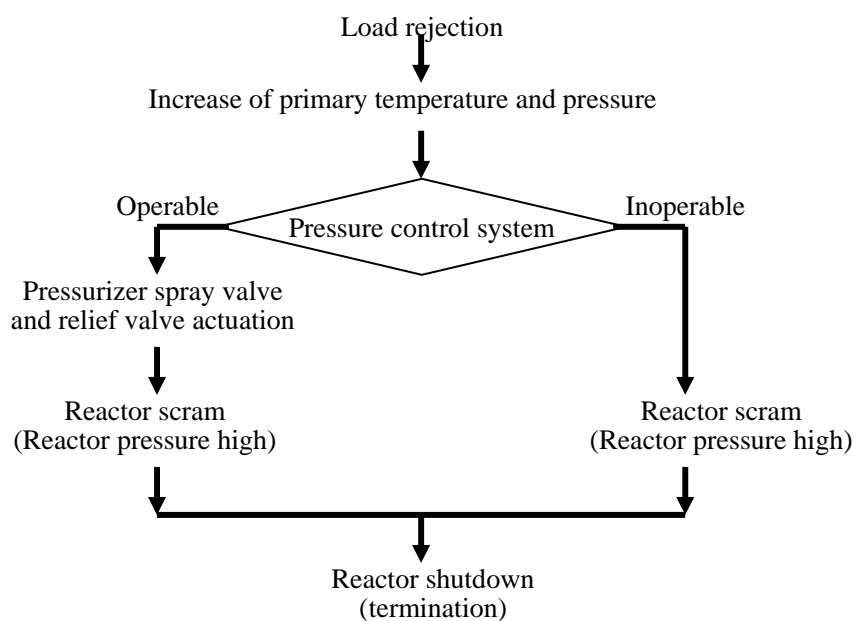 Load rejection
Increase of primary temperature and pressure
Operable
Inoperable
Pressure control system
Pressurizer spray valve
and relief valve actuation
Reactor scram
(Reactor pressure high)
Reactor scram
(Reactor pressure high)
Reactor shutdown
(termination)